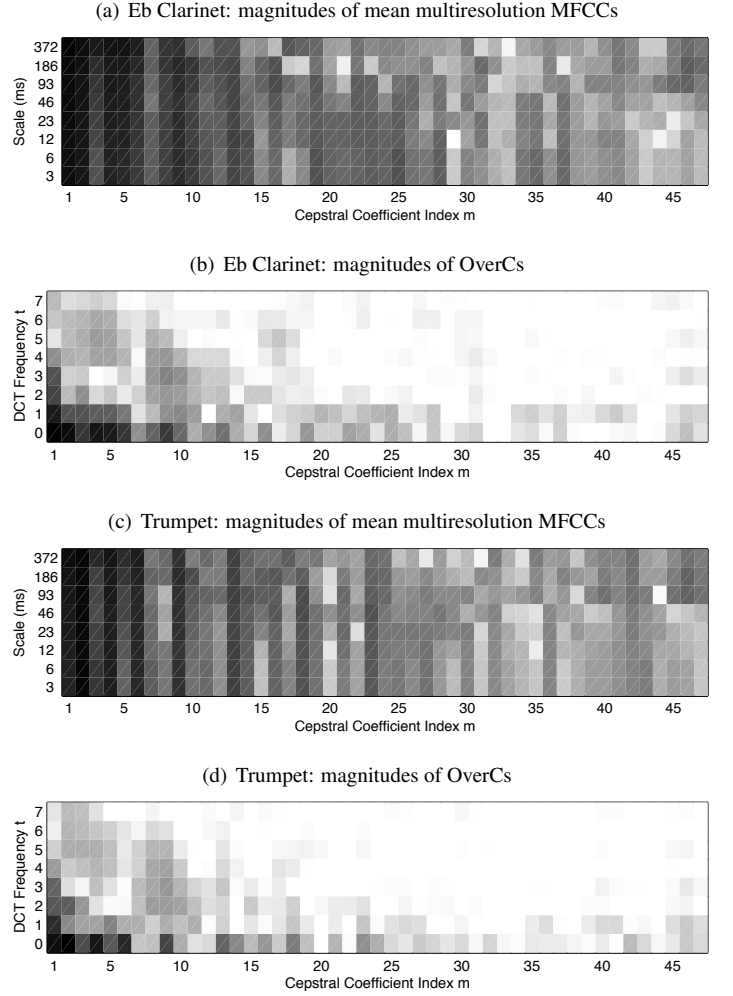 (a) Eb Clarinet: magnitudes of mean multiresolution MFCCs
Scale (ms)
372
186
93
46
23
12
6
3
1 5 10 15 20 25 30 35 40 45
Cepstral Coefficient Index m
(b) Eb Clarinet: magnitudes of OverCs
DCT Frequency t
7
6
5
4
3
2
1
0
1 5 10 15 20 25 30 35 40 45
Cepstral Coefficient Index m
(c) Trumpet: magnitudes of mean multiresolution MFCCs
Scale (ms)
372
186
93
46
23
12
6
3
1 5 10 15 20 25 30 35 40 45
Cepstral Coefficient Index m
(d) Trumpet: magnitudes of OverCs
DCT Frequency t
7
6
5
4
3
2
1
0
1 5 10 15 20 25 30 35 40 45
Cepstral Coefficient Index m